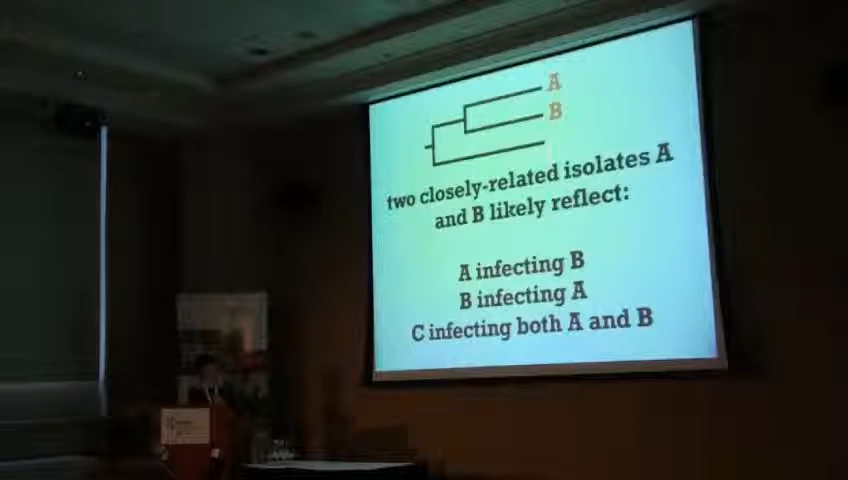 A
B
two closely-related isolates A
and B likely reflect:
A infecting B
B infecting A
C infecting both A and B